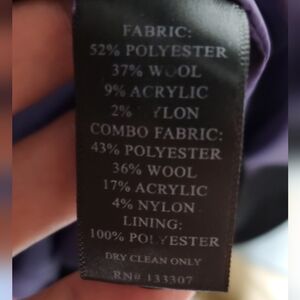 FABRIC:
52% POLYESTER
37% WOOL
9% ACRYLIC
2% NYLON
COMBO FABRIC:
43% POLYESTER
36% WOOL
17% ACRYLIC
4% NYLON
LINING:
100% POLYESTER
DRY CLEAN ONLY
RN# 133307